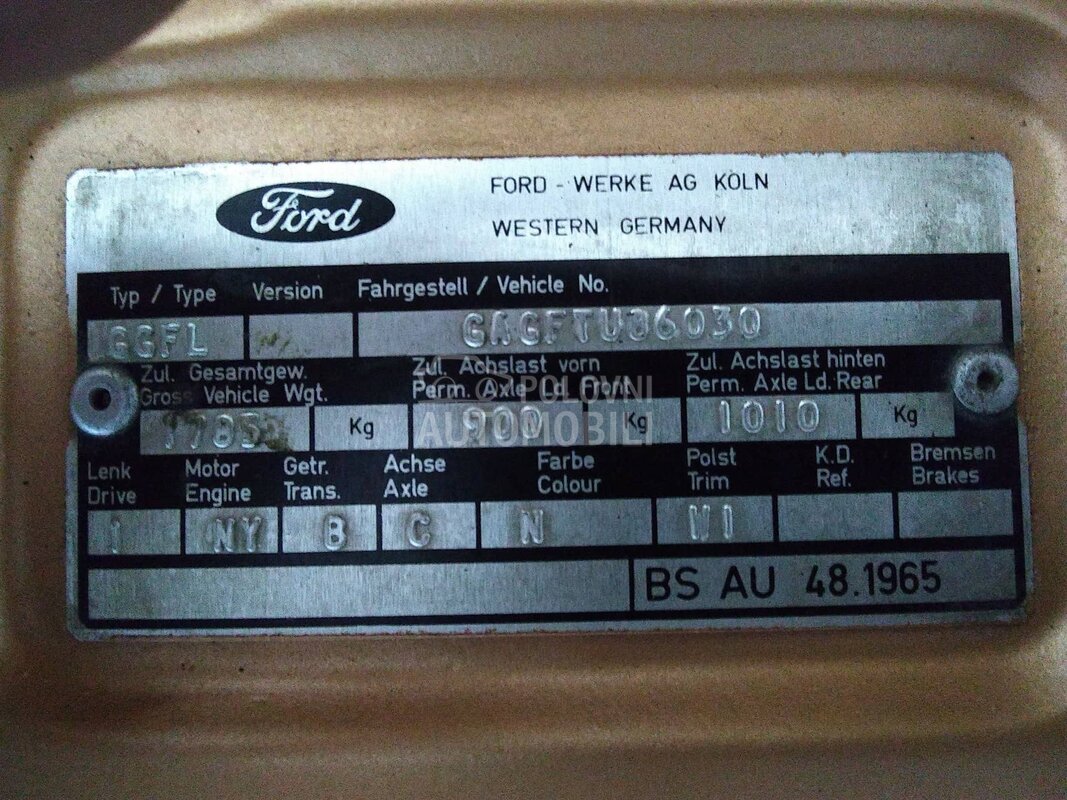 Ford
FORD - WERKE AG KÖLN
WESTERN GERMANY
Typ / Type Version Fahrgestell / Vehicle No.
GGFL GAGFTU36030
Zul. Gesamtgew. Zul. Achslast vorn Zul. Achslast hinten
Gross Vehicle Wgt. Perm. Axle Ld. Front Perm. Axle Ld. Rear
Kg 900 Kg 1010 Kg
POLOVNI
AUTOMOBILI
Lenk Motor Getr. Achse Farbe Polst K.D. Bremsen
Drive Engine Trans. Axle Colour Trim Ref. Brakes
1 NY B C N
BS AU 48.1965